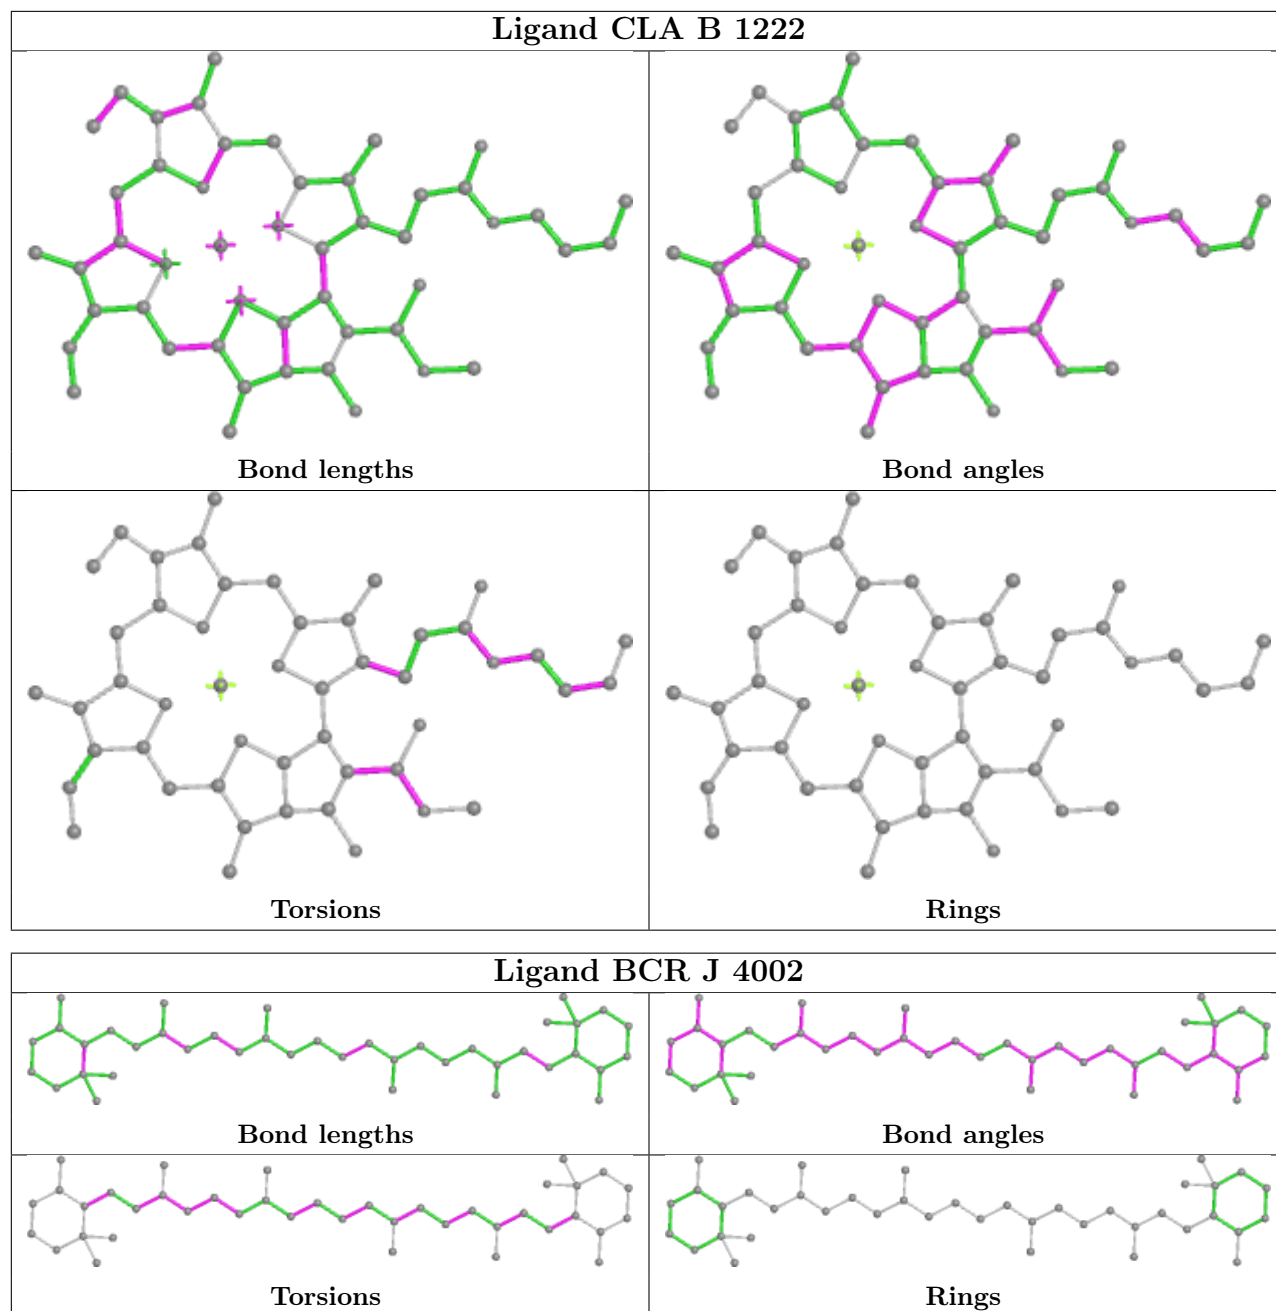 Ligand CLA B 1222
Bond lengths
Bond angles
Torsions
Rings
Ligand BCR J 4002
Bond lengths
Bond angles
Torsions
Rings